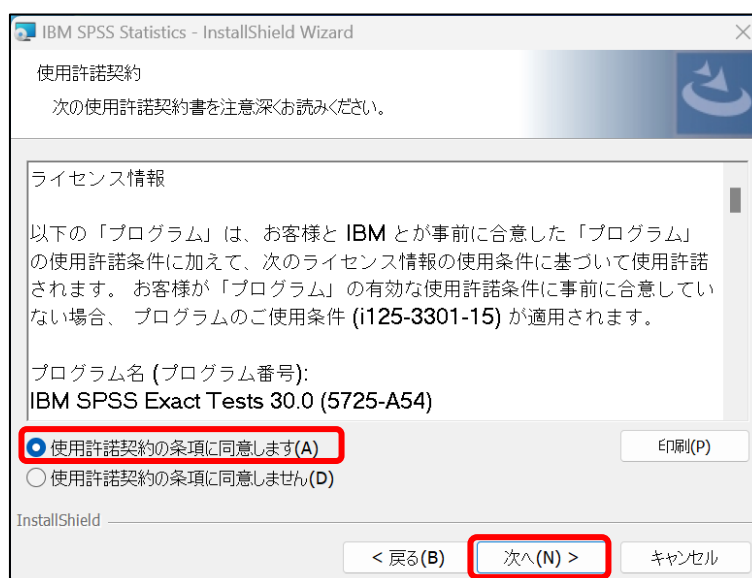 IBM SPSS Statistics - InstallShield Wizard
使用許諾契約
次の使用許諾契約書を注意深くお読みください。
ライセンス情報
以下の「プログラム」は、お客様と IBM とが事前に合意した「プログラム」
の使用許諾条件に加えて、次のライセンス情報の使用条件に基づいて使用許諾
されます。 お客様が「プログラム」の有効な使用許諾条件に事前に合意してい
ない場合、 プログラムのご使用条件 (i125-3301-15) が適用されます。
プログラム名 (プログラム番号):
IBM SPSS Exact Tests 30.0 (5725-A54)
使用許諾契約の条項に同意します(A)
印刷(P)
使用許諾契約の条項に同意しません(D)
InstallShield
< 戻る(B)
次へ(N) >
キャンセル